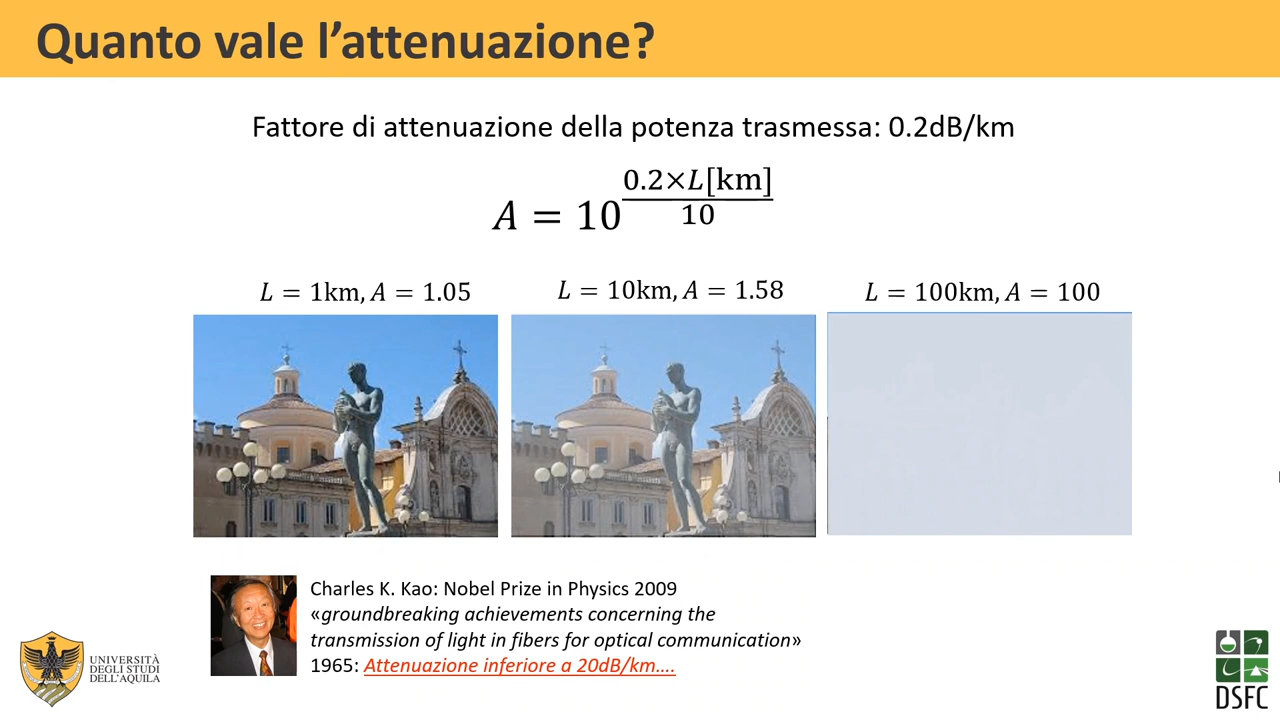 Quanto vale l'attenuazione?
Fattore di attenuazione della potenza trasmessa: 0.2dB/km
A = 10^(0.2×L[km]/10)
L = 1km, A = 1.05
L = 10km, A = 1.58
L = 100km, A = 100
Charles K. Kao: Nobel Prize in Physics 2009
«groundbreaking achievements concerning the
transmission of light in fibers for optical communication»
1965: Attenuazione inferiore a 20dB/km....
UNIVERSITÀ
DEGLI STUDI
DELL'AQUILA
DSFC